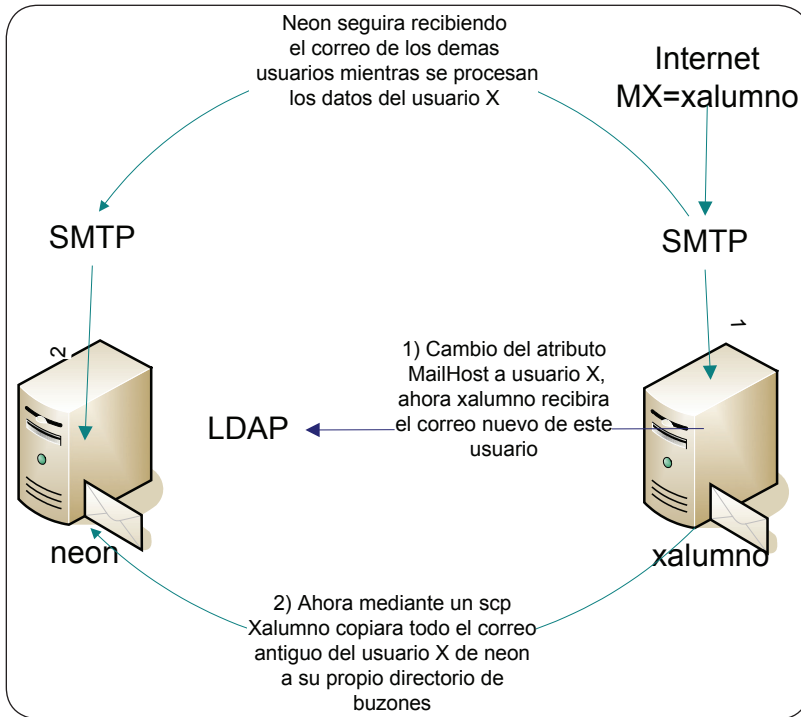 Neon seguira recibiendo
el correo de los demas
usuarios mientras se procesan
los datos del usuario X
Internet
MX=xalumno
SMTP
SMTP
1
2
1) Cambio del atributo
MailHost a usuario X,
ahora xalumno recibira
el correo nuevo de este
usuario
LDAP
neon
xalumno
2) Ahora mediante un scp
Xalumno copiara todo el correo
antiguo del usuario X de neon
a su propio directorio de
buzones